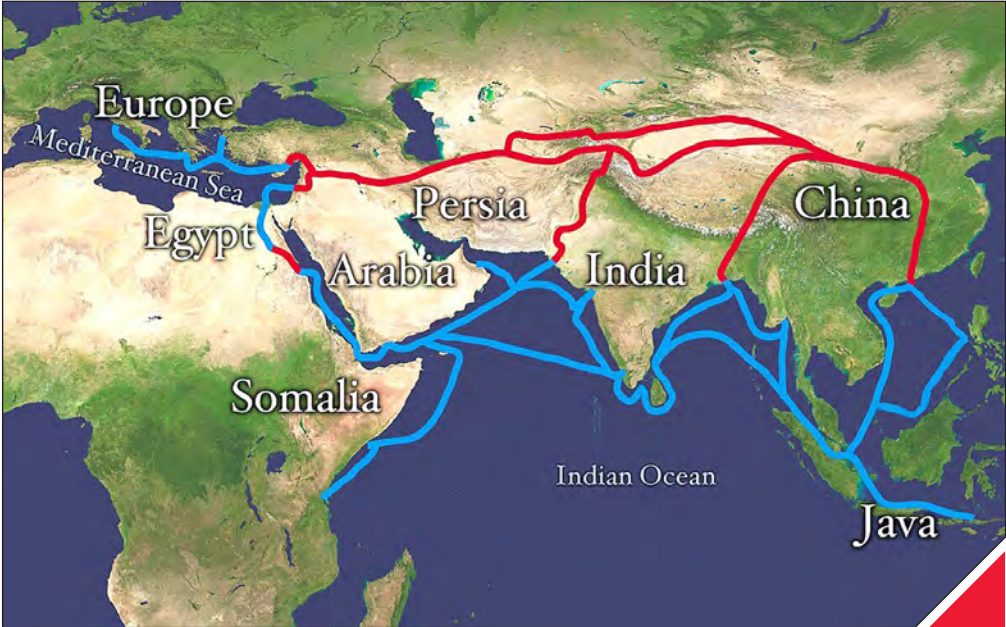 Europe
Mediterranean Sea
Egypt
Persia
China
Arabia
India
Somalia
Indian Ocean
Java